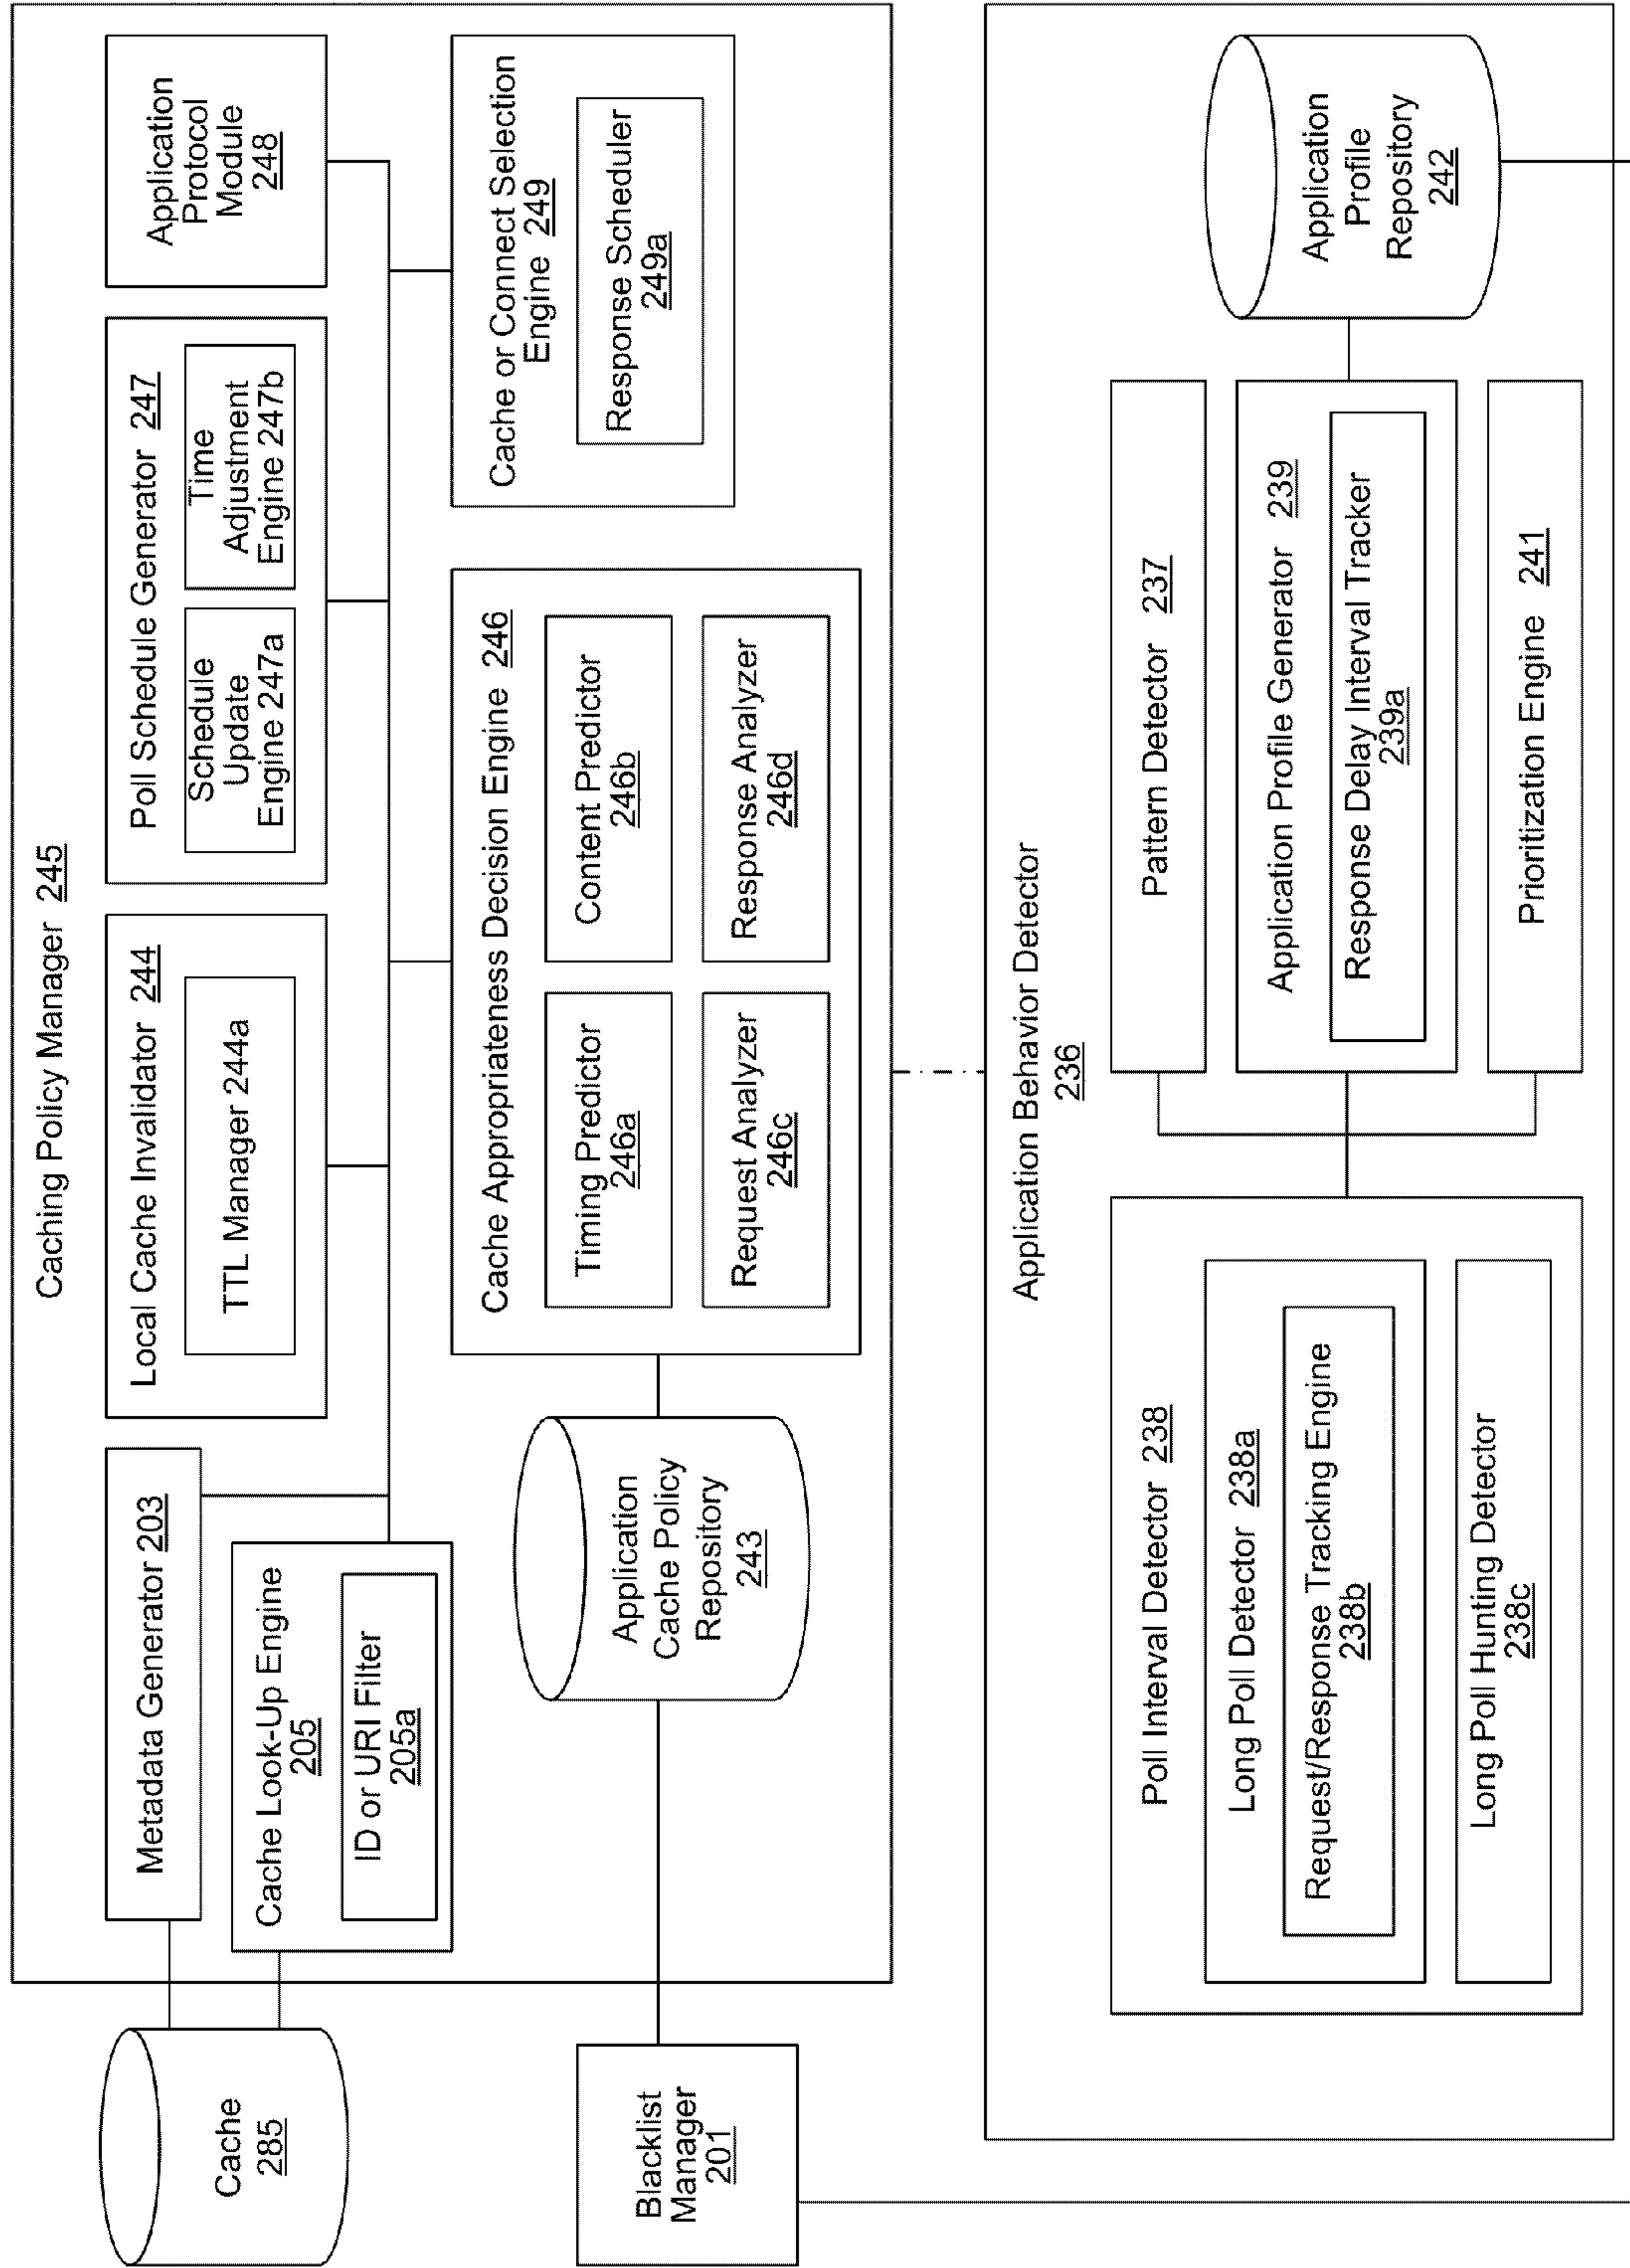 Caching Policy Manager 245
Cache
285
Metadata Generator 203
Cache Look-Up Engine
205
ID or URI Filter
205a
Local Cache Invalidator 244
TTL Manager 244a
Poll Schedule Generator 247
Schedule
Update
Engine 247a
Time
Adjustment
Engine 247b
Application
Protocol
Module
248
Blacklist
Manager
201
Application
Cache Policy
Repository
243
Cache Appropriateness Decision Engine 246
Timing Predictor
246a
Content Predictor
246b
Request Analyzer
246c
Response Analyzer
246d
Cache or Connect Selection
Engine 249
Response Scheduler
249a
Application Behavior Detector
236
Poll Interval Detector 238
Long Poll Detector 238a
Request/Response Tracking Engine
238b
Long Poll Hunting Detector
238c
Pattern Detector 237
Application Profile Generator 239
Response Delay Interval Tracker
239a
Prioritization Engine 241
Application
Profile
Repository
242